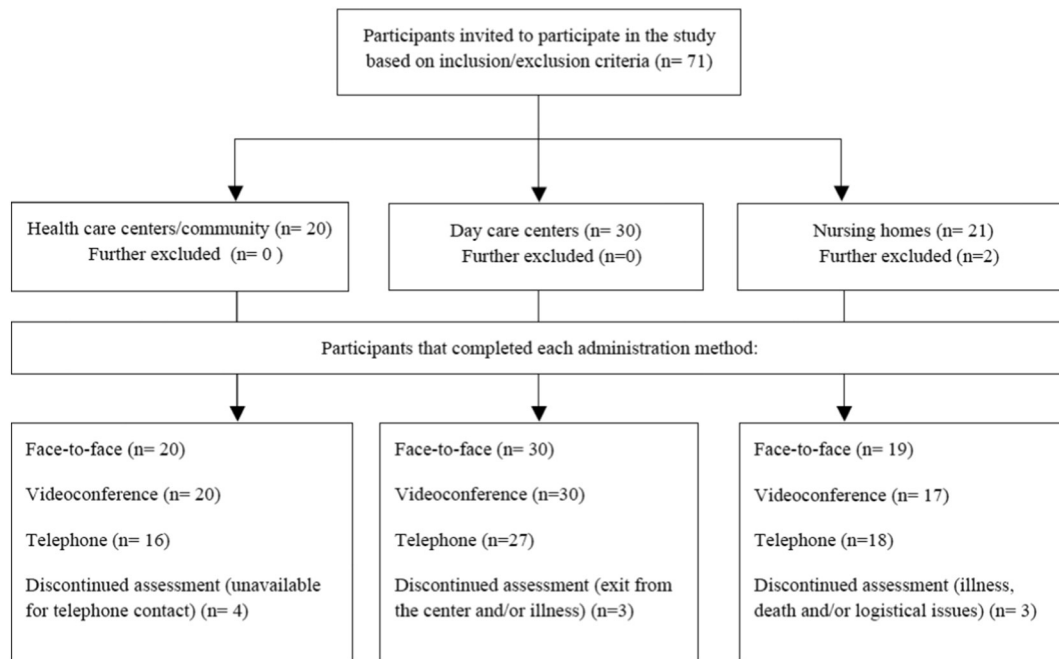 Participants invited to participate in the study
based on inclusion/exclusion criteria (n= 71)
Health care centers/community (n= 20)
Further excluded (n= 0 )
Day care centers (n= 30)
Further excluded (n=0)
Nursing homes (n= 21)
Further excluded (n=2)
Participants that completed each administration method:
Face-to-face (n= 20)
Videoconference (n= 20)
Telephone (n= 16)
Discontinued assessment (unavailable
for telephone contact) (n= 4)
Face-to-face (n= 30)
Videoconference (n=30)
Telephone (n=27)
Discontinued assessment (exit from
the center and/or illness) (n=3)
Face-to-face (n= 19)
Videoconference (n= 17)
Telephone (n=18)
Discontinued assessment (illness,
death and/or logistical issues) (n= 3)